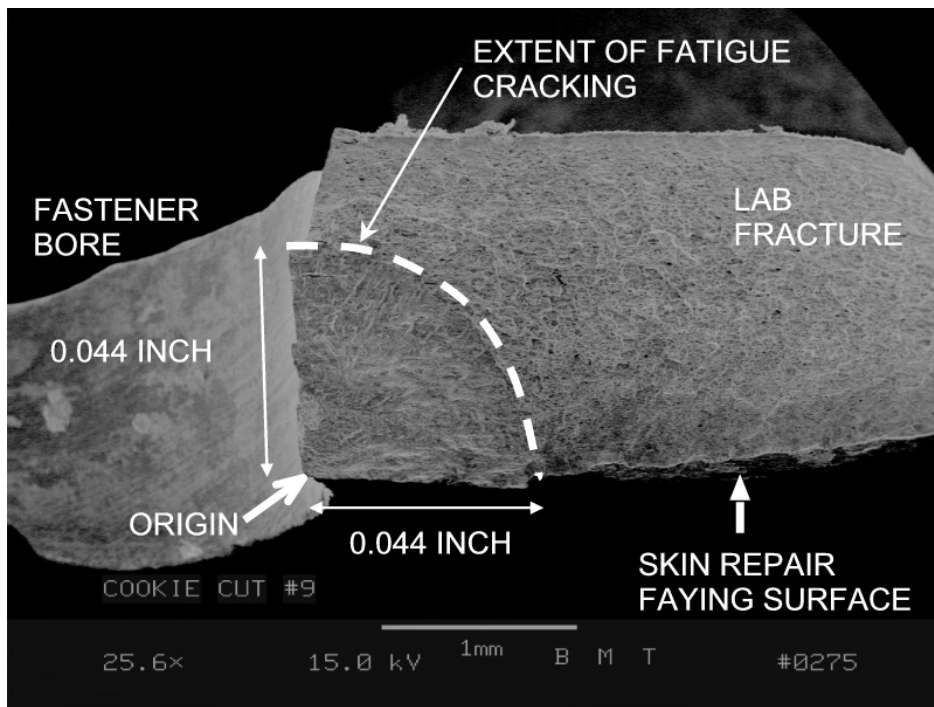 EXTENT OF FATIGUE
CRACKING
FASTENER
BORE
LAB
FRACTURE
0.044 INCH
ORIGIN
0.044 INCH
SKIN REPAIR
FAYING SURFACE
COOKIE CUT #9
1mm
25.6× 15.0 kV B M T #0275